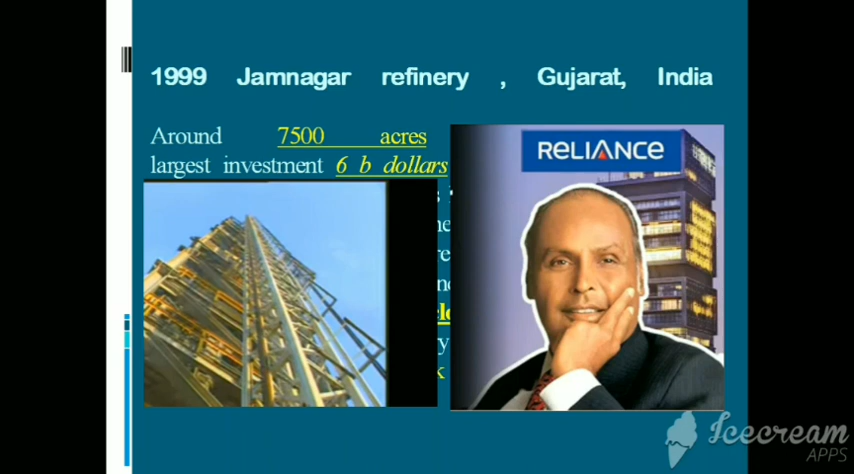 1999 Jamnagar refinery , Gujarat, India
Around 7500 acres
largest investment 6 b dollars
RELIANCE
Icecream
APPS